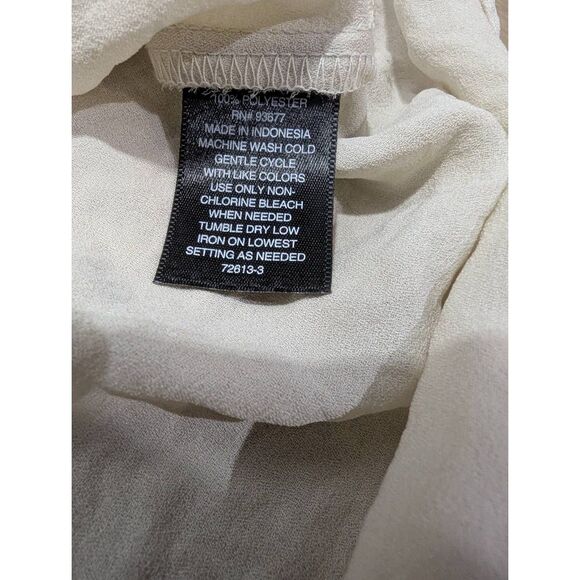 100% POLYESTER
RN# 93677
MADE IN INDONESIA
MACHINE WASH COLD
GENTLE CYCLE
WITH LIKE COLORS
USE ONLY NON-
CHLORINE BLEACH
WHEN NEEDED
TUMBLE DRY LOW
IRON ON LOWEST
SETTING AS NEEDED
72613-3